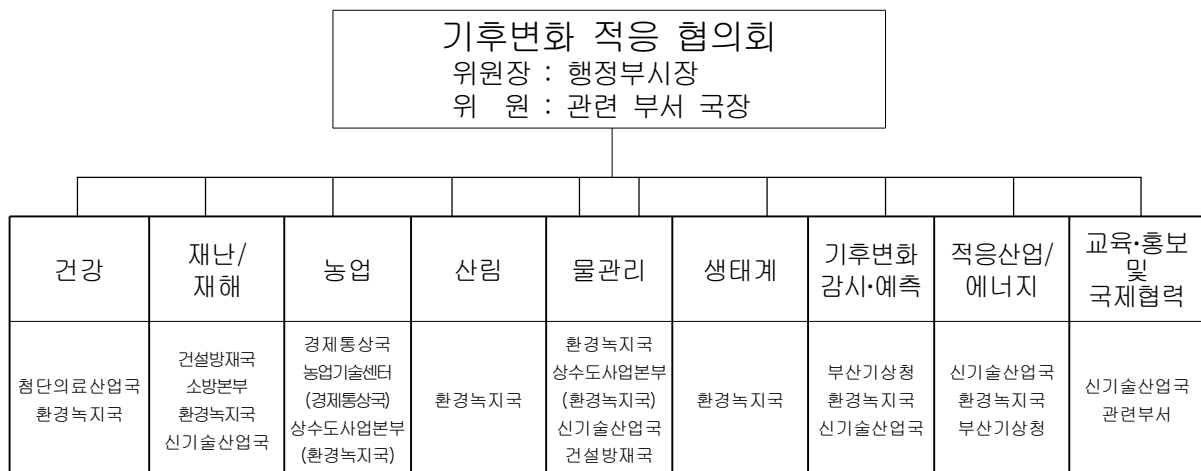 기후변화 적응 협의회
위원장 : 행정부시장
위 원 : 관련 부서 국장
건강
재난/
재해
농업
산림
물관리
생태계
기후변화
감시·예측
적응산업/
에너지
교육·홍보
및
국제협력
첨단의료산업국
환경녹지국
건설방재국
소방본부
환경녹지국
신기술산업국
경제통상국
농업기술센터
(경제통상국)
상수도사업본부
(환경녹지국)
환경녹지국
환경녹지국
상수도사업본부
(환경녹지국)
신기술산업국
건설방재국
환경녹지국
부산기상청
환경녹지국
신기술산업국
신기술산업국
환경녹지국
부산기상청
신기술산업국
관련부서